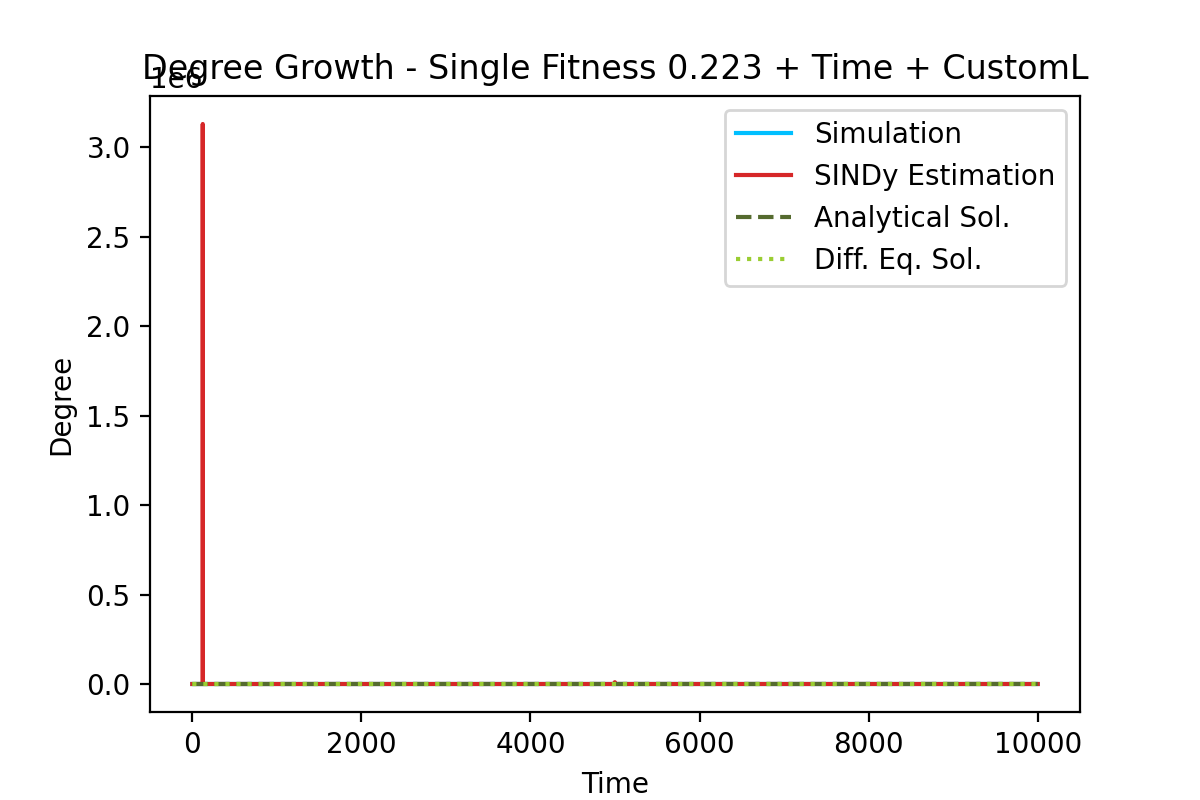 Degree Growth - Single Fitness 0.223 + Time + CustomL
1e6
Simulation
SINDy Estimation
Analytical Sol.
Diff. Eq. Sol.
3.0
2.5
2.0
1.5
1.0
0.5
0.0
Degree
0 2000 4000 6000 8000 10000
Time